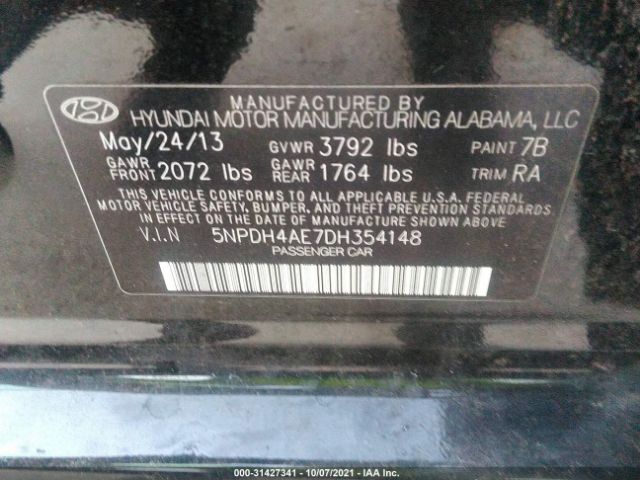 MANUFACTURED BY
HYUNDAI MOTOR MANUFACTURING ALABAMA, LLC
May/24/13 GVWR 3792 lbs PAINT 7B
GAWR FRONT 2072 lbs GAWR REAR 1764 lbs TRIM RA
THIS VEHICLE CONFORMS TO ALL APPLICABLE U.S.A. FEDERAL
MOTOR VEHICLE SAFETY, BUMPER, AND THEFT PREVENTION STANDARDS
IN EFFECT ON THE DATE OF MANUFACTURE SHOWN ABOVE.
V.I.N 5NPDH4AE7DH354148
PASSENGER CAR
000-31427341 | 10/07/2021 - IAA Inc.